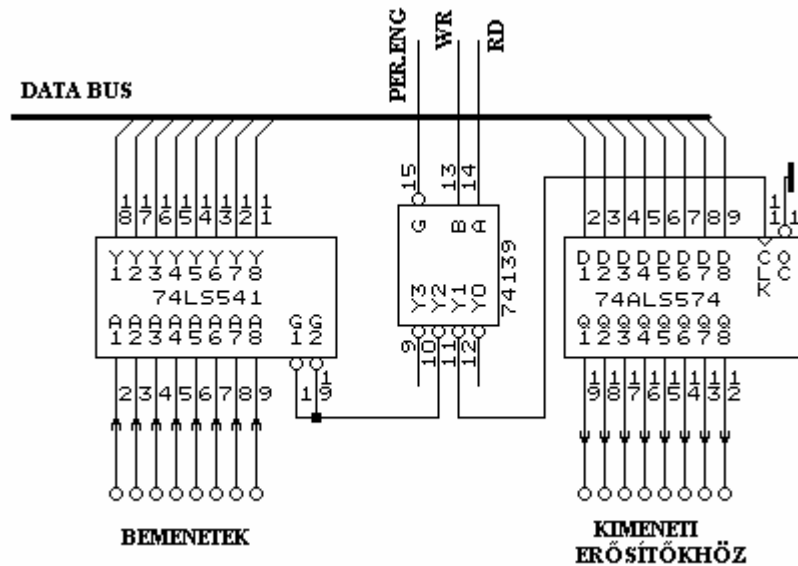 PER.ENG
WR
RD
DATA BUS
15
13
14
18 17 16 15 14 13 12 11
2 3 4 5 6 7 8 9
11
1
G B A
Y1 Y2 Y3 Y4 Y5 Y6 Y7 Y8
D1 D2 D3 D4 D5 D6 D7 D8
CLK
OC
74LS541
74139
74ALS574
A1 A2 A3 A4 A5 A6 A7 A8
G1 G2
Y3 Y2 Y1 Y0
Q1 Q2 Q3 Q4 Q5 Q6 Q7 Q8
9 10 11 12
2 3 4 5 6 7 8 9
1 19
19 18 17 16 15 14 13 12
BEMENETEK
KIMENETI
ERŐSÍTŐKHÖZ